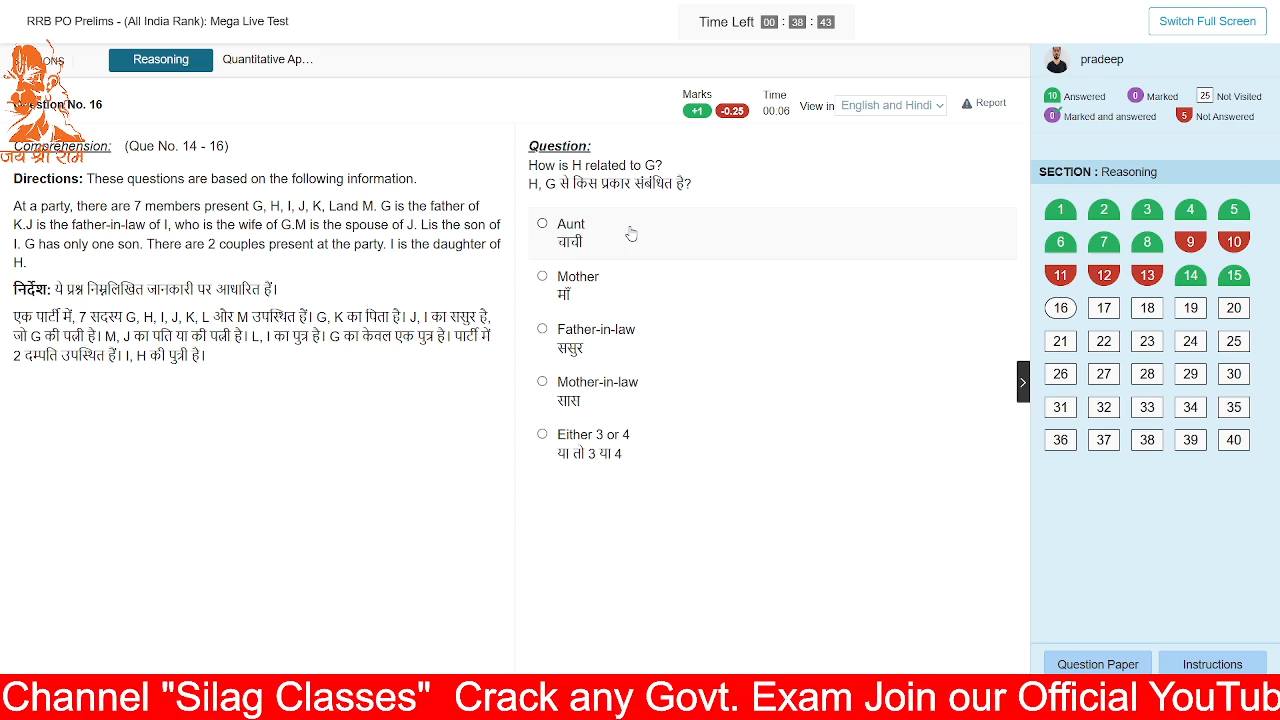 RRB PO Prelims - (All India Rank): Mega Live Test
Time Left 00 : 38 : 43
Switch Full Screen
Reasoning
Quantitative Ap...
pradeep
Question No. 16
Marks
+1 -0.25
Time
00.06
View in English and Hindi
Report
10 Answered
0 Marked
25 Not Visited
0 Marked and answered
5 Not Answered
जय श्री राम
Comprehension: (Que No. 14 - 16)
Directions: These questions are based on the following information.
At a party, there are 7 members present G, H, I, J, K, Land M. G is the father of
K.J is the father-in-law of I, who is the wife of G.M is the spouse of J. Lis the son of
I. G has only one son. There are 2 couples present at the party. I is the daughter of
H.
निर्देश: ये प्रश्न निम्नलिखित जानकारी पर आधारित हैं।
एक पार्टी में, 7 सदस्य G, H, I, J, K, L और M उपस्थित हैं। G, K का पिता है। J, I का ससुर है,
जो G की पत्नी है। M, J का पति या की पत्नी है। L, I का पुत्र है। G का केवल एक पुत्र है। पार्टी में
2 दम्पति उपस्थित हैं। I, H की पुत्री है।
Question:
How is H related to G?
H, G से किस प्रकार संबंधित है?
Aunt
चाची
Mother
माँ
Father-in-law
ससुर
Mother-in-law
सास
Either 3 or 4
या तो 3 या 4
SECTION : Reasoning
1 2 3 4 5
6 7 8 9 10
11 12 13 14 15
16 17 18 19 20
21 22 23 24 25
26 27 28 29 30
31 32 33 34 35
36 37 38 39 40
Question Paper
Instructions
Channel "Silag Classes" Crack any Govt. Exam Join our Official YouTub